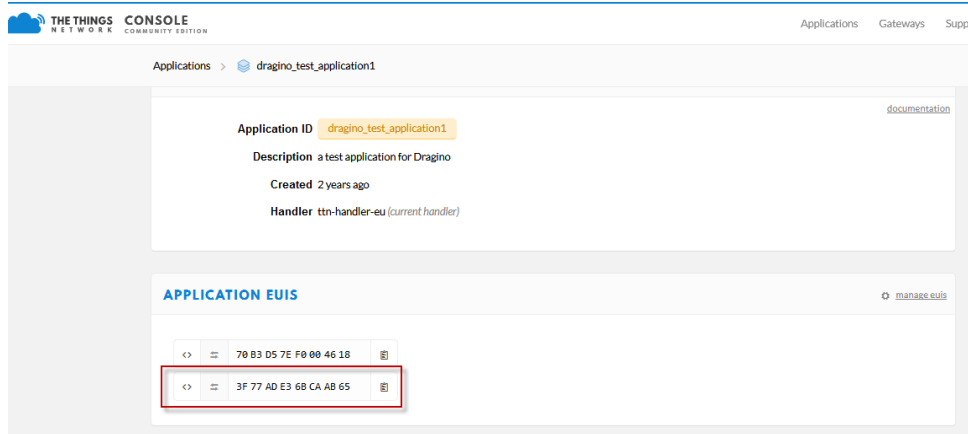 THE THINGS NETWORK CONSOLE COMMUNITY EDITION
Applications Gateways
Applications > dragino_test_application1
documentation
Application ID dragino_test_application1
Description a test application for Dragino
Created 2 years ago
Handler ttn-handler-eu (current handler)
APPLICATION EUIS manage euis
70 B3 D5 7E F0 00 46 18
3F 77 AD E3 6B CA AB 65